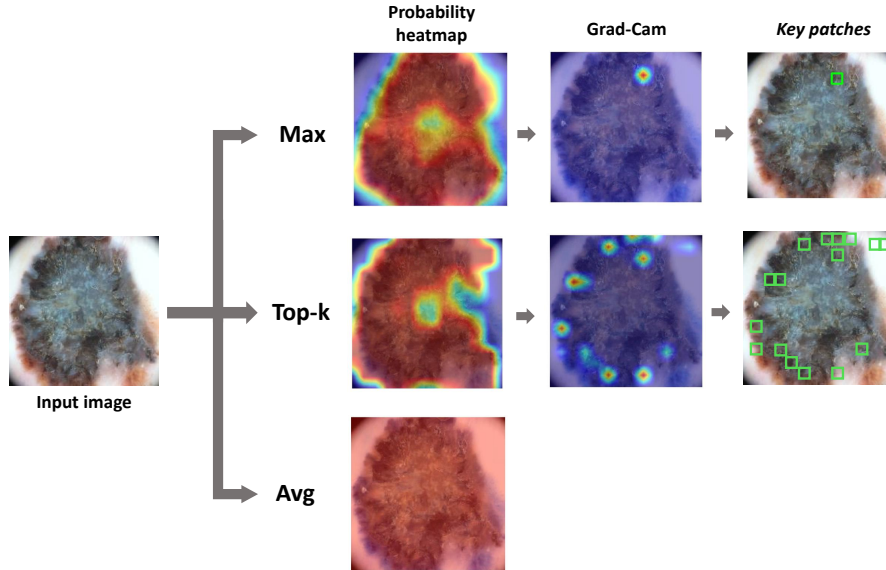 Probability
heatmap
Grad-Cam
Key patches
Max
Top-k
Input image
Avg